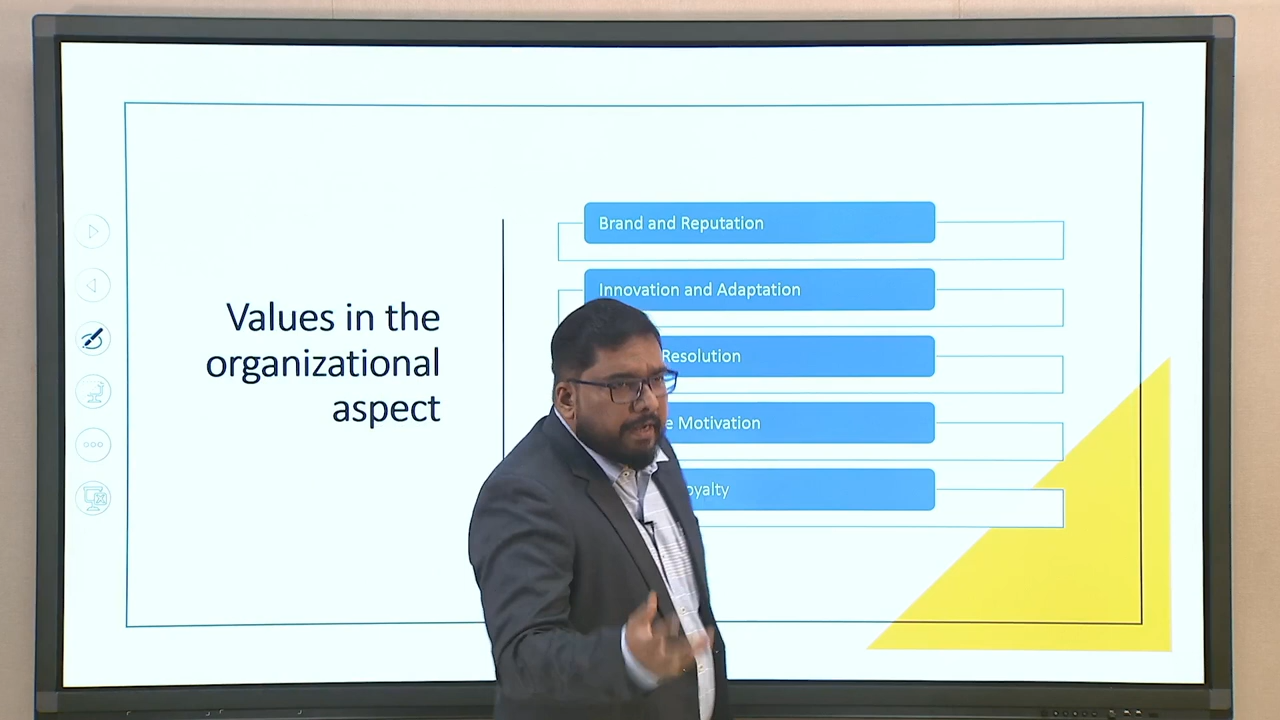 Values in the
organizational
aspect
Brand and Reputation
Innovation and Adaptation
Resolution
Motivation